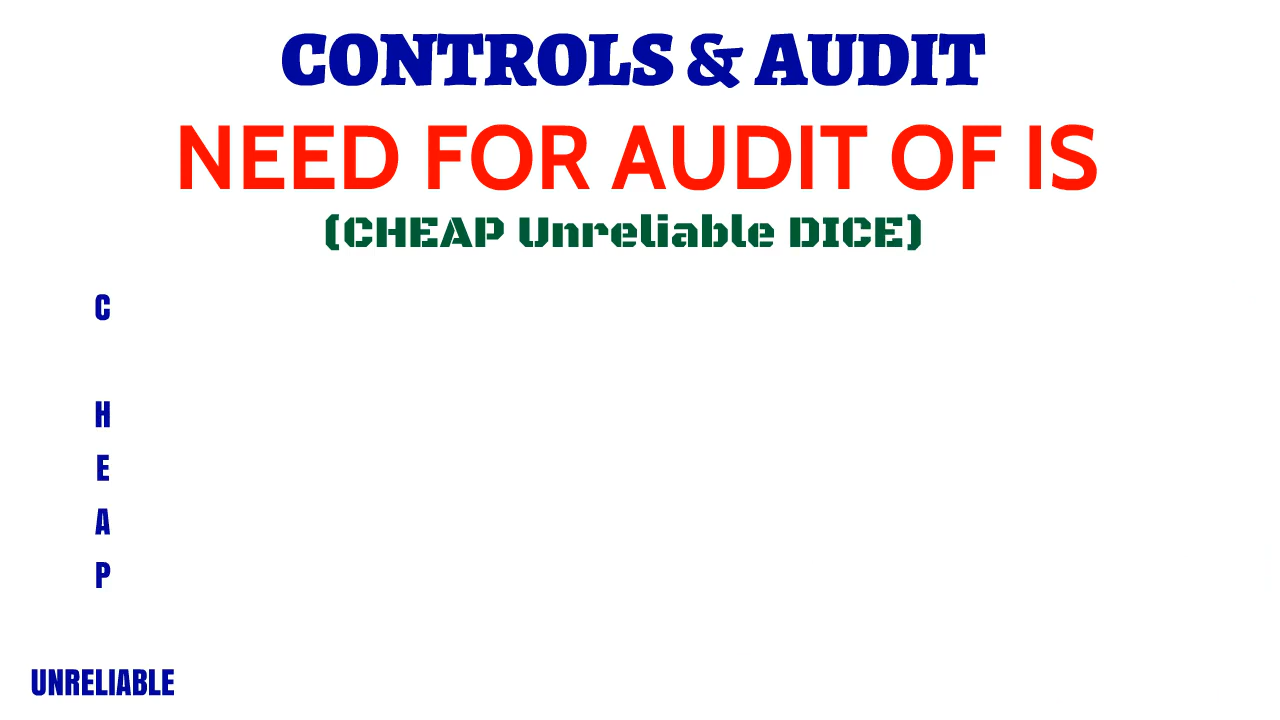 CONTROLS & AUDIT
NEED FOR AUDIT OF IS
(CHEAP Unreliable DICE)
C
H
E
A
P
UNRELIABLE